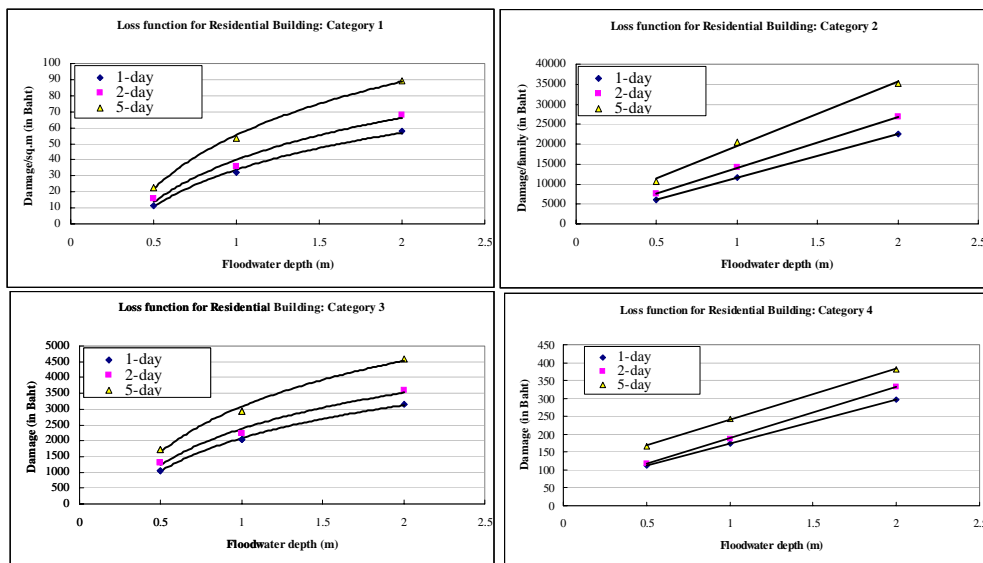 Loss function for Residential Building: Category 1
Damage/sq.m (in Baht)
100
90
80
70
60
50
40
30
20
10
0
1-day
2-day
5-day
0
0.5
1
1.5
2
2.5
Floodwater depth (m)
Loss function for Residential Building: Category 2
Damage/family (in Baht)
40000
35000
30000
25000
20000
15000
10000
5000
0
1-day
2-day
5-day
0
0.5
1
1.5
2
2.5
Floodwater depth (m)
Loss function for Residential Building: Category 3
Damage (in Baht)
5000
4500
4000
3500
3000
2500
2000
1500
1000
500
0
1-day
2-day
5-day
0
0.5
1
1.5
2
2.5
Floodwater depth (m)
Loss function for Residential Building: Category 4
Damage (in Baht)
450
400
350
300
250
200
150
100
50
0
1-day
2-day
5-day
0
0.5
1
1.5
2
2.5
Floodwater depth (m)